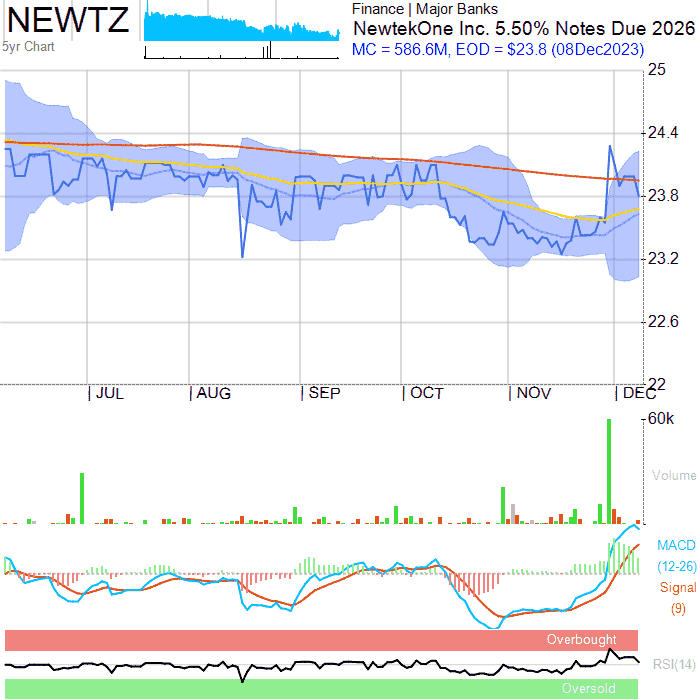 NEWTZ
5yr Chart
Finance | Major Banks
NewtekOne Inc. 5.50% Notes Due 2026
MC = 586.6M, EOD = $23.8 (08Dec2023)
25
24.4
23.8
23.2
22.6
22
JUL AUG SEP OCT NOV DEC
60k
Volume
MACD
(12-26)
Signal
(9)
Overbought
RSI(14)
Oversold